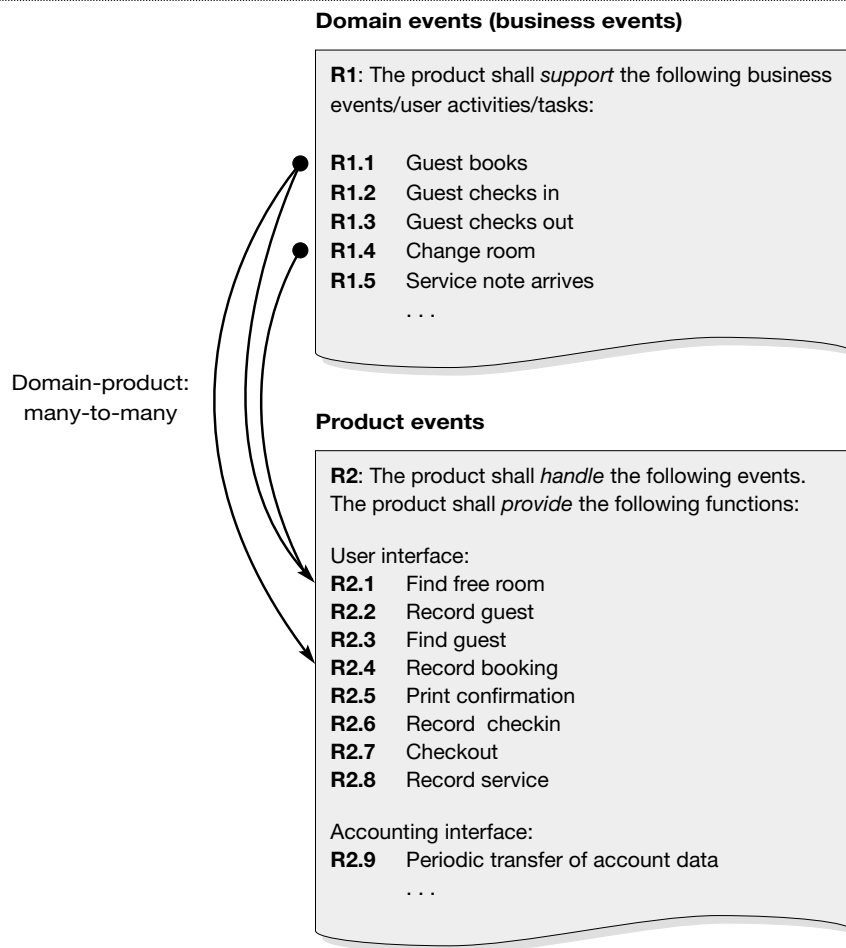 Domain events (business events)
R1: The product shall support the following business
events/user activities/tasks:
R1.1 Guest books
R1.2 Guest checks in
R1.3 Guest checks out
R1.4 Change room
R1.5 Service note arrives
. . .
Domain-product:
many-to-many
Product events
R2: The product shall handle the following events.
The product shall provide the following functions:
User interface:
R2.1 Find free room
R2.2 Record guest
R2.3 Find guest
R2.4 Record booking
R2.5 Print confirmation
R2.6 Record checkin
R2.7 Checkout
R2.8 Record service
Accounting interface:
R2.9 Periodic transfer of account data
. . .